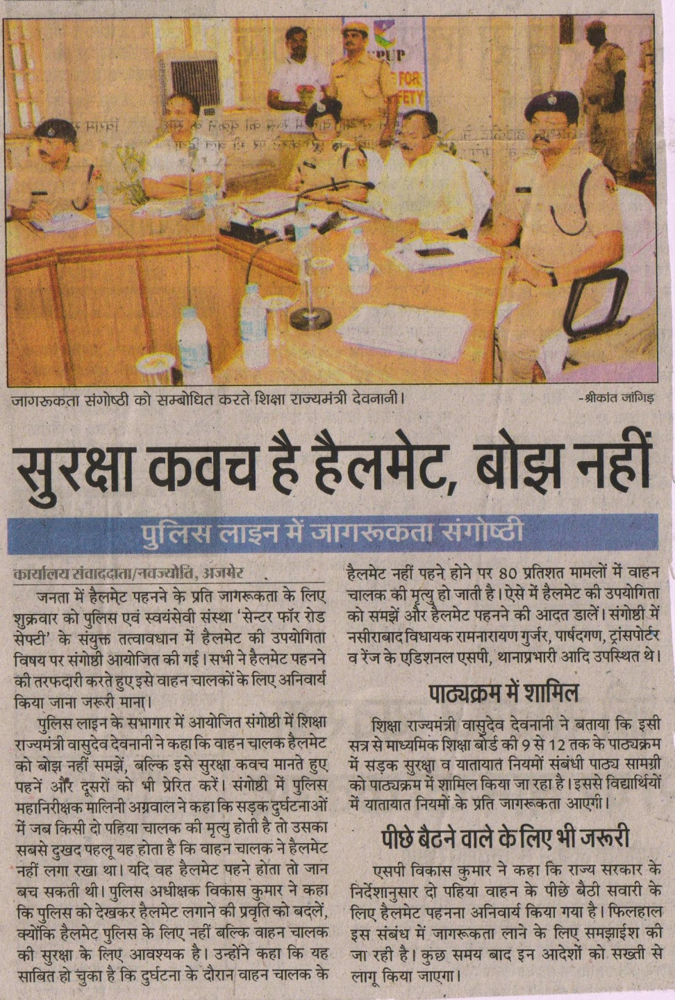 PUP
E FOR
FETY
जागरूकता संगोष्ठी को सम्बोधित करते शिक्षा राज्यमंत्री देवनानी।
-श्रीकांत जांगिड़
सुरक्षा कवच है हैलमेट, बोझ नहीं
पुलिस लाइन में जागरूकता संगोष्ठी
कार्यालय संवाददाता/नवज्योति, अजमेर
जनता में हैलमेट पहनने के प्रति जागरूकता के लिए
शुक्रवार को पुलिस एवं स्वयंसेवी संस्था ‘सेन्टर फॉर रोड
सेफ्टी’ के संयुक्त तत्वावधान में हैलमेट की उपयोगिता
विषय पर संगोष्ठी आयोजित की गई। सभी ने हैलमेट पहनने
की तरफदारी करते हुए इसे वाहन चालकों के लिए अनिवार्य
किया जाना जरूरी माना।
पुलिस लाइन के सभागार में आयोजित संगोष्ठी में शिक्षा
राज्यमंत्री वासुदेव देवनानी ने कहा कि वाहन चालक हैलमेट
को बोझ नहीं समझें, बल्कि इसे सुरक्षा कवच मानते हुए
पहनें और दूसरों को भी प्रेरित करें। संगोष्ठी में पुलिस
महानिरीक्षक मालिनी अग्रवाल ने कहा कि सड़क दुर्घटनाओं
में जब किसी दो पहिया चालक की मृत्यु होती है तो उसका
सबसे दुखद पहलू यह होता है कि वाहन चालक ने हैलमेट
नहीं लगा रखा था। यदि वह हैलमेट पहने होता तो जान
बच सकती थी। पुलिस अधीक्षक विकास कुमार ने कहा
कि पुलिस को देखकर हैलमेट लगाने की प्रवृति को बदलें,
क्योंकि हैलमेट पुलिस के लिए नहीं बल्कि वाहन चालक
की सुरक्षा के लिए आवश्यक है। उन्होंने कहा कि यह
साबित हो चुका है कि दुर्घटना के दौरान वाहन चालक के
हैलमेट नहीं पहने होने पर 80 प्रतिशत मामलों में वाहन
चालक की मृत्यु हो जाती है। ऐसे में हैलमेट की उपयोगिता
को समझें और हैलमेट पहनने की आदत डालें। संगोष्ठी में
नसीराबाद विधायक रामनारायण गुर्जर, पार्षदगण, ट्रांसपोर्टर
व रेंज के एडिशनल एसपी, थानाप्रभारी आदि उपस्थित थे।
पाठ्यक्रम में शामिल
शिक्षा राज्यमंत्री वासुदेव देवनानी ने बताया कि इसी
सत्र से माध्यमिक शिक्षा बोर्ड की 9 से 12 तक के पाठ्यक्रम
में सड़क सुरक्षा व यातायात नियमों संबंधी पाठ्य सामग्री
को पाठ्यक्रम में शामिल किया जा रहा है। इससे विद्यार्थियों
में यातायात नियमों के प्रति जागरूकता आएगी।
पीछे बैठने वाले के लिए भी जरूरी
एसपी विकास कुमार ने कहा कि राज्य सरकार के
निर्देशानुसार दो पहिया वाहन के पीछे बैठी सवारी के
लिए हैलमेट पहनना अनिवार्य किया गया है। फिलहाल
इस संबंध में जागरूकता लाने के लिए समझाईश की
जा रही है। कुछ समय बाद इन आदेशों को सख्ती से
लागू किया जाएगा।